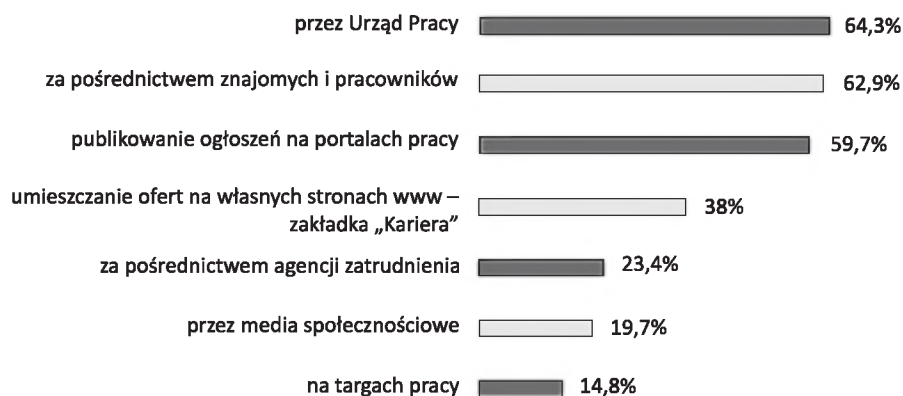 przez Urząd Pracy 64,3%
za pośrednictwem znajomych i pracowników 62,9%
publikowanie ogłoszeń na portalach pracy 59,7%
umieszczanie ofert na własnych stronach www –
zakładka „Kariera” 38%
za pośrednictwem agencji zatrudnienia 23,4%
przez media społecznościowe 19,7%
na targach pracy 14,8%